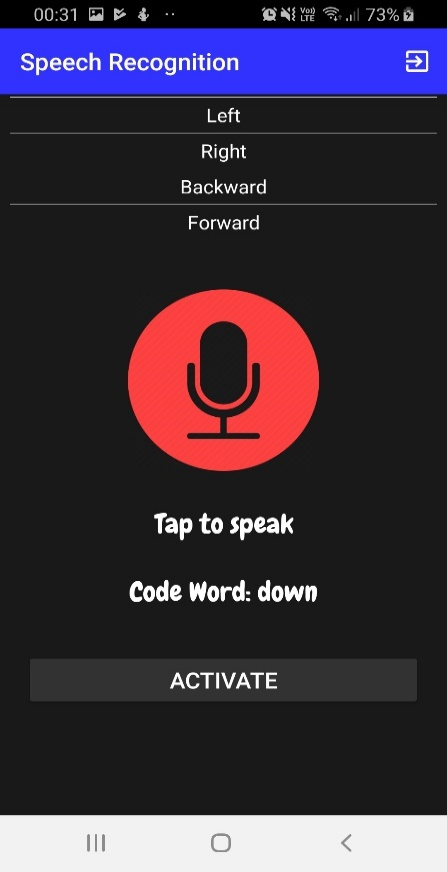 00:31 73%
Speech Recognition
Left
Right
Backward
Forward
Tap to speak
Code Word: down
ACTIVATE